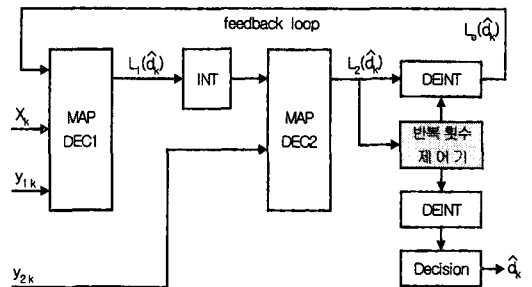 feedback loop
L_e(d̂_k)
L_1(d̂_k)
L_2(d̂_k)
INT
DEINT
X_k
MAP
DEC1
MAP
DEC2
반복 횟수
제 어 기
y_1k
DEINT
y_2k
Decision
d̂_k